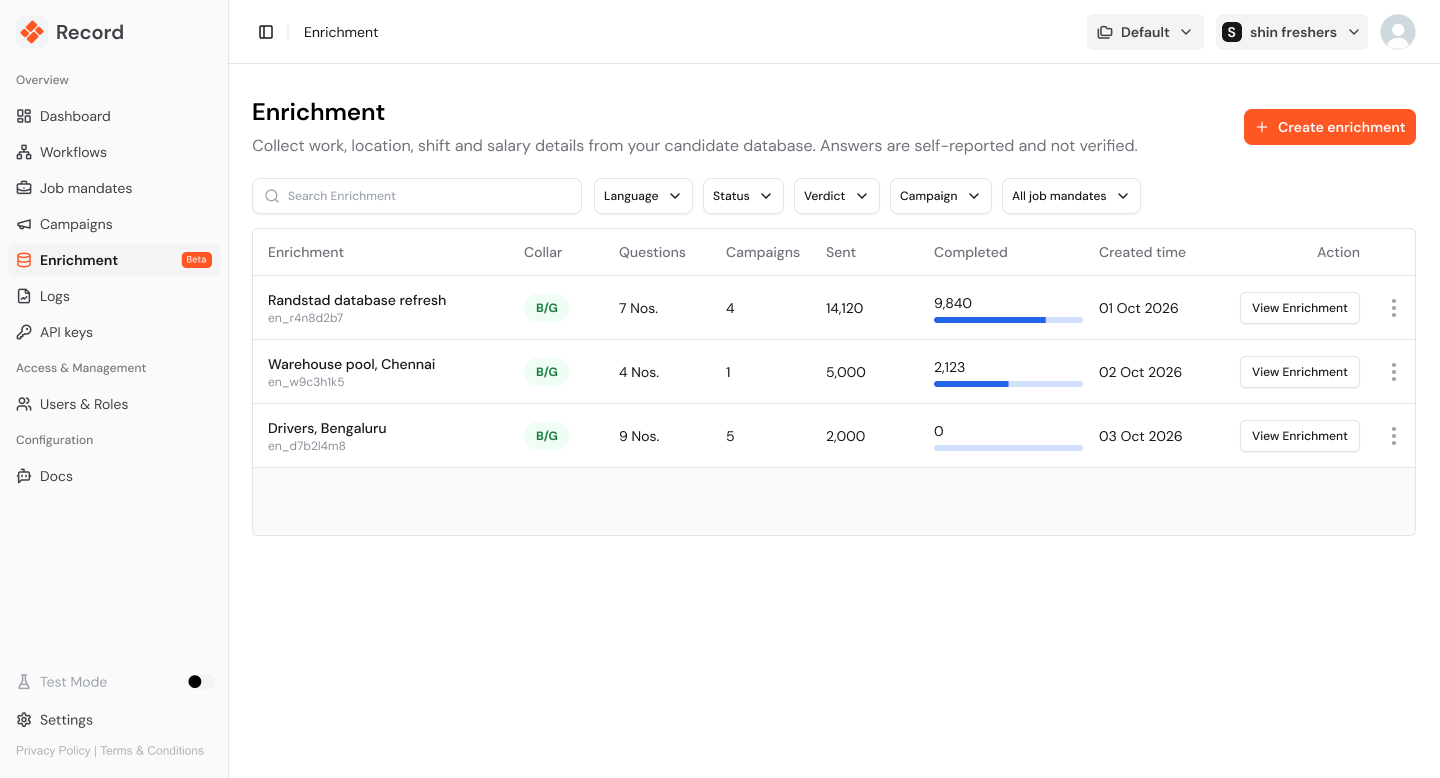 Record
Overview
Dashboard
Workflows
Job mandates
Campaigns
Enrichment Beta
Logs
API keys
Access & Management
Users & Roles
Configuration
Docs
Test Mode
Settings
Privacy Policy | Terms & Conditions
Enrichment
Default
S shin freshers
Enrichment
Collect work, location, shift and salary details from your candidate database. Answers are self-reported and not verified.
Create enrichment
Search Enrichment
Language
Status
Verdict
Campaign
All job mandates
Enrichment Collar Questions Campaigns Sent Completed Created time Action
Randstad database refresh
en_r4n8d2b7
B/G 7 Nos. 4 14,120 9,840 01 Oct 2026 View Enrichment
Warehouse pool, Chennai
en_w9c3h1k5
B/G 4 Nos. 1 5,000 2,123 02 Oct 2026 View Enrichment
Drivers, Bengaluru
en_d7b2l4m8
B/G 9 Nos. 5 2,000 0 03 Oct 2026 View Enrichment